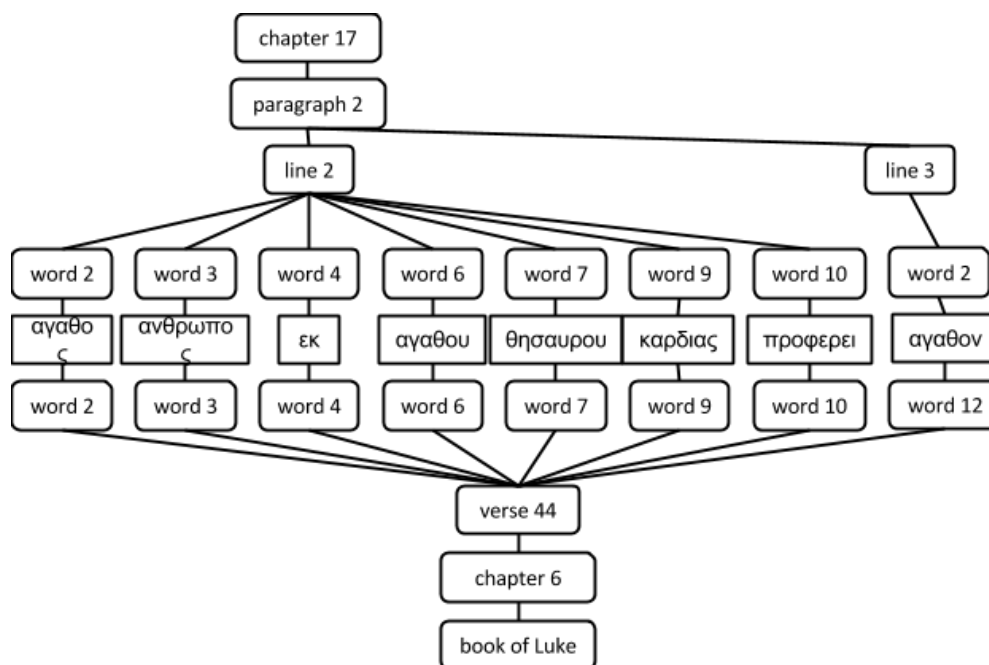 chapter 17
paragraph 2
line 2 line 3
word 2 word 3 word 4 word 6 word 7 word 9 word 10 word 2
αγαθο ανθρωπο εκ αγαθου θησαυρου καρδιας προφερει αγαθον
ς ς
word 2 word 3 word 4 word 6 word 7 word 9 word 10 word 12
verse 44
chapter 6
book of Luke